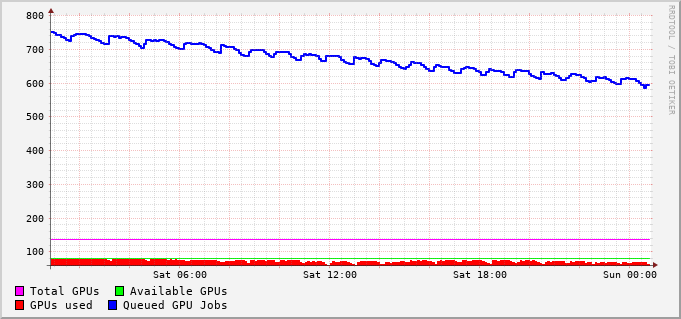 800
700
600
500
400
300
200
100
Sat 06:00 Sat 12:00 Sat 18:00 Sun 00:00
Total GPUs Available GPUs
GPUs used Queued GPU Jobs
RRDTOOL / TOBI OETIKER